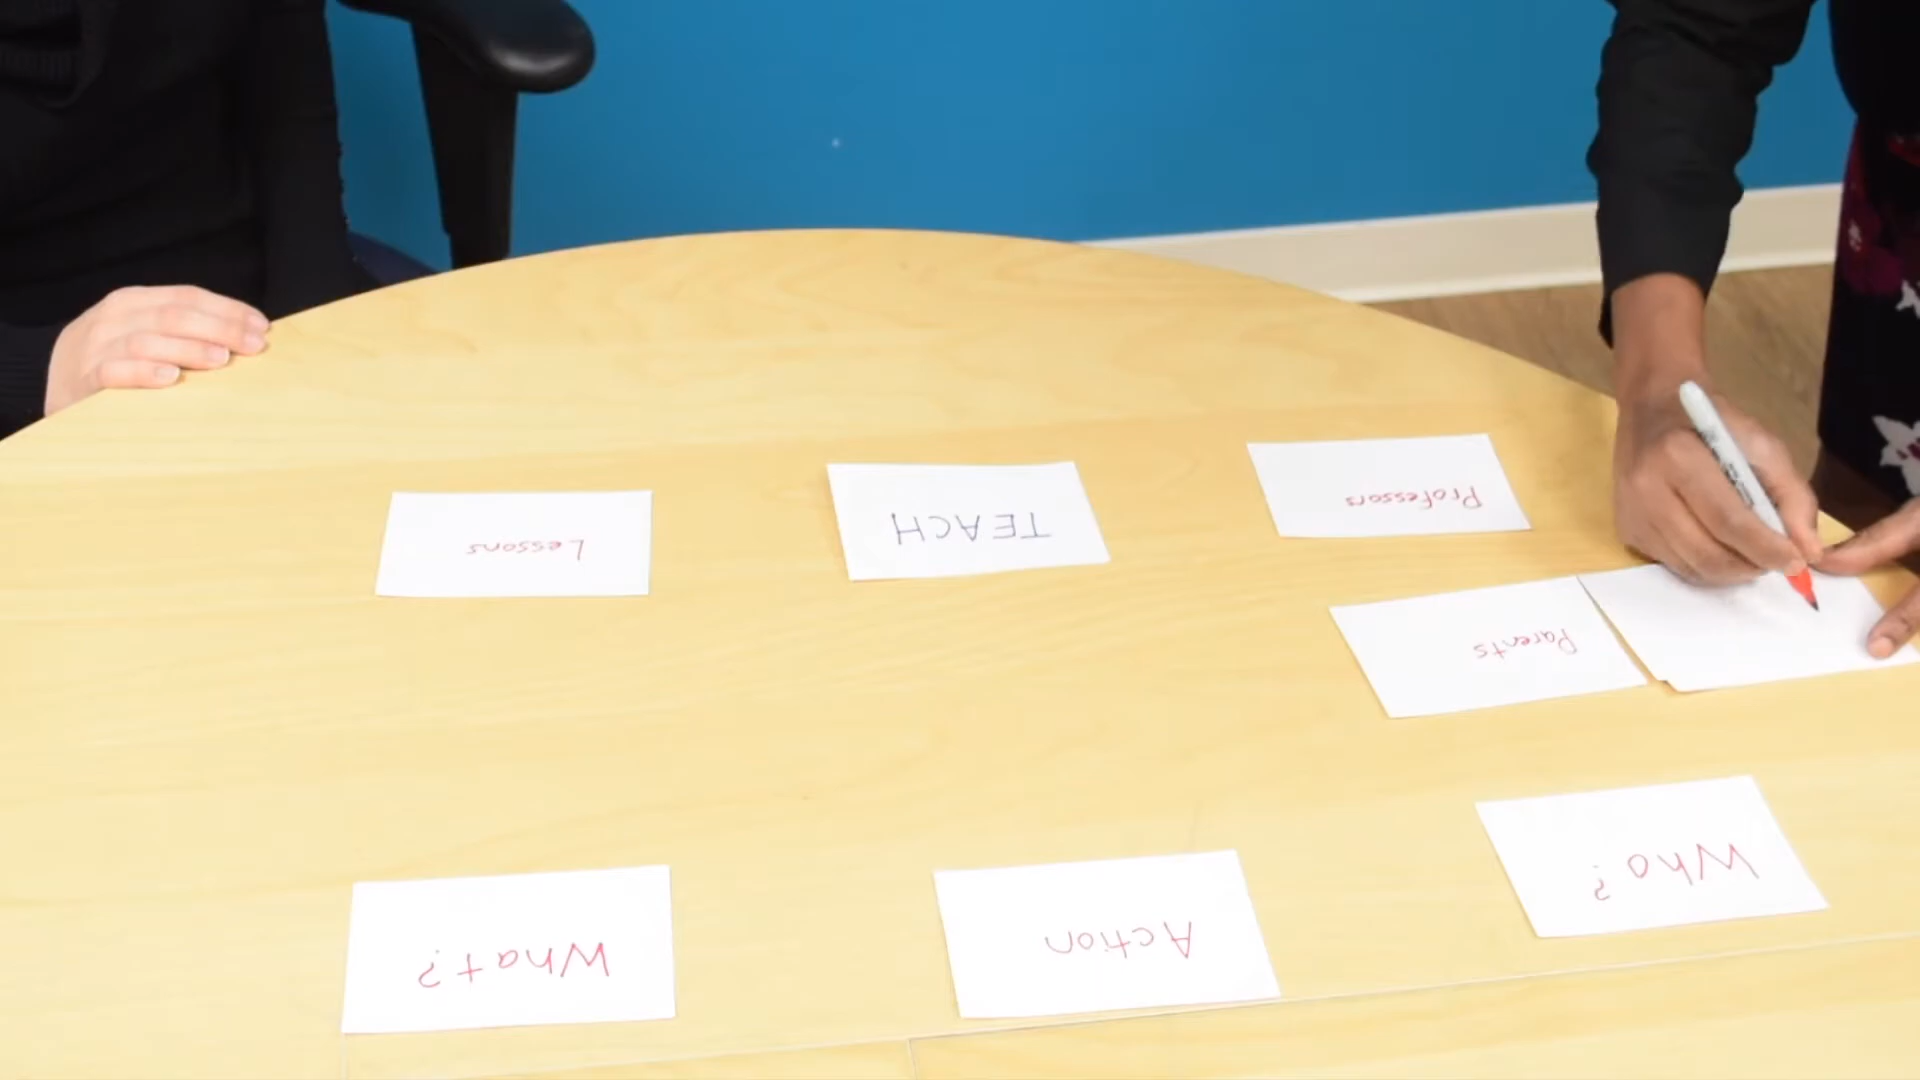 Who?
Action
What?
Parents
Professors
TEACH
Lessons